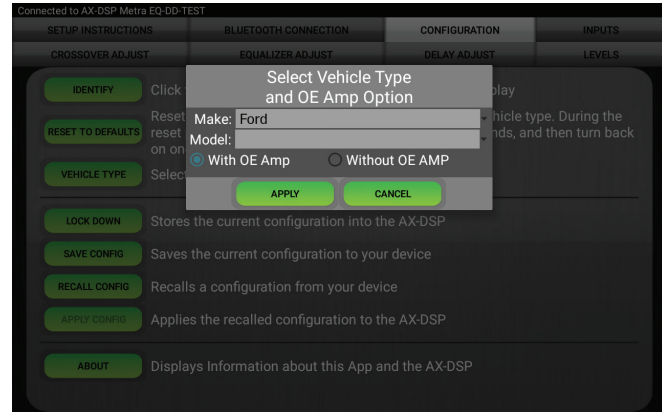 Connected to AX-DSP Metra EQ-DD-TEST
SETUP INSTRUCTIONS BLUETOOTH CONNECTION CONFIGURATION INPUTS
CROSSOVER ADJUST EQUALIZER ADJUST DELAY ADJUST LEVELS
Select Vehicle Type
and OE Amp Option
Make: Ford
Model:
With OE Amp Without OE AMP
APPLY CANCEL
IDENTIFY Click play
RESET TO DEFAULTS Reset hicle type. During the
reset nds, and then turn back
on on
VEHICLE TYPE Select
LOCK DOWN Stores the current configuration into the AX-DSP
SAVE CONFIG Saves the current configuration to your device
RECALL CONFIG Recalls a configuration from your device
APPLY CONFIG Applies the recalled configuration to the AX-DSP
ABOUT Displays Information about this App and the AX-DSP